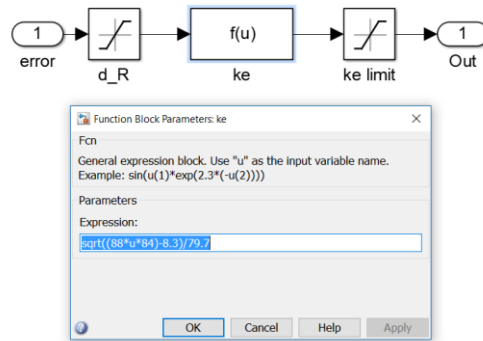 1
error
d_R
f(u)
ke
ke limit
1
Out
Function Block Parameters: ke
Fcn
General expression block. Use "u" as the input variable name.
Example: sin(u(1)*exp(2.3*(-u(2))))
Parameters
Expression:
sqrt((88*u*84)-8.3)/79.7
OK Cancel Help Apply